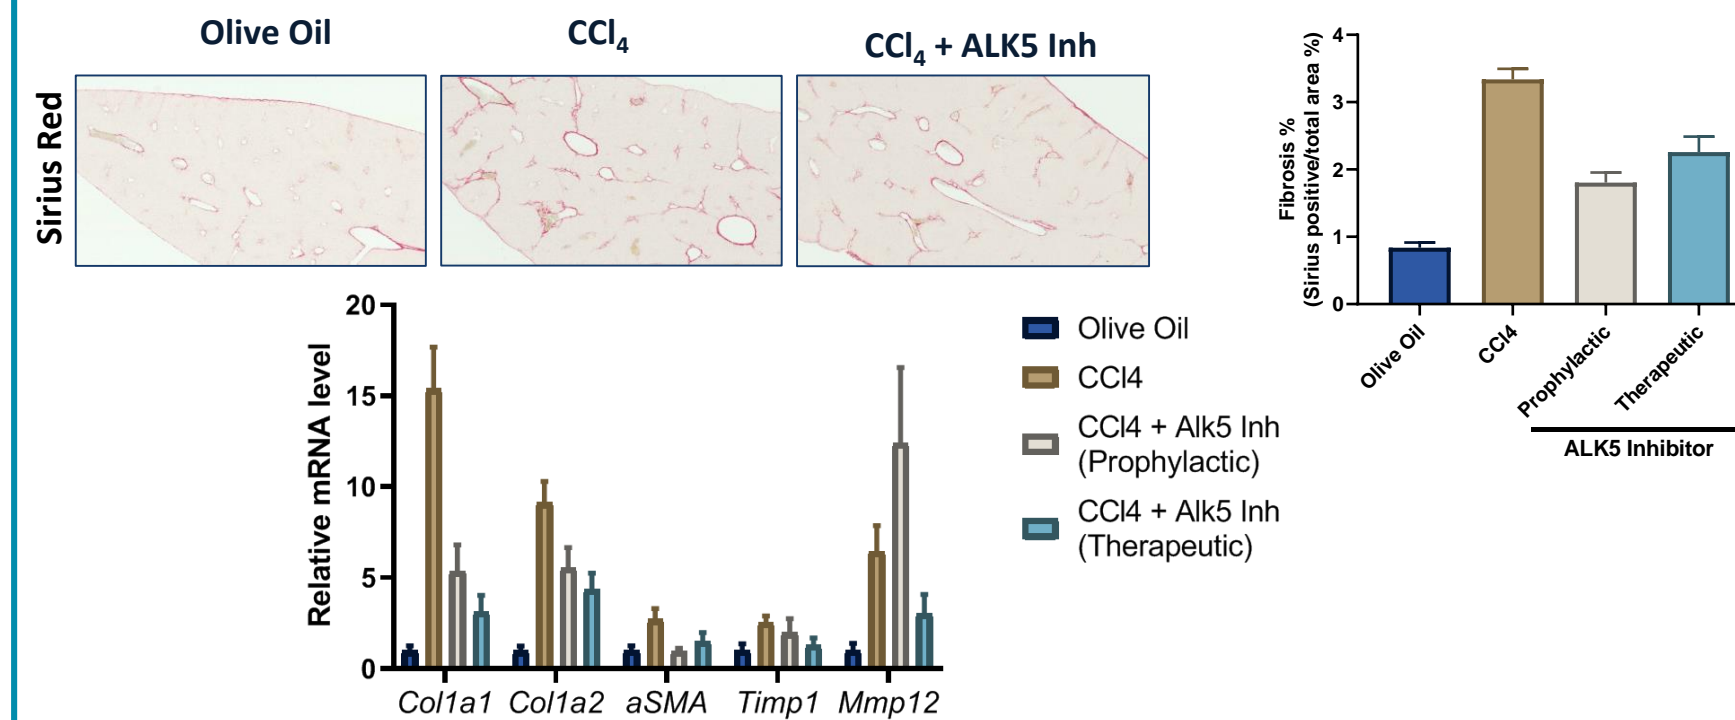 Olive Oil
CCl4
CCl4 + ALK5 Inh
Sirius Red
Fibrosis %
(Sirius positive/total area %)
4
3
2
1
0
Olive Oil
CCl4
Prophylactic
Therapeutic
ALK5 Inhibitor
Relative mRNA level
20
15
10
5
0
Col1a1
Col1a2
aSMA
Timp1
Mmp12
Olive Oil
CCl4
CCl4 + Alk5 Inh
(Prophylactic)
CCl4 + Alk5 Inh
(Therapeutic)